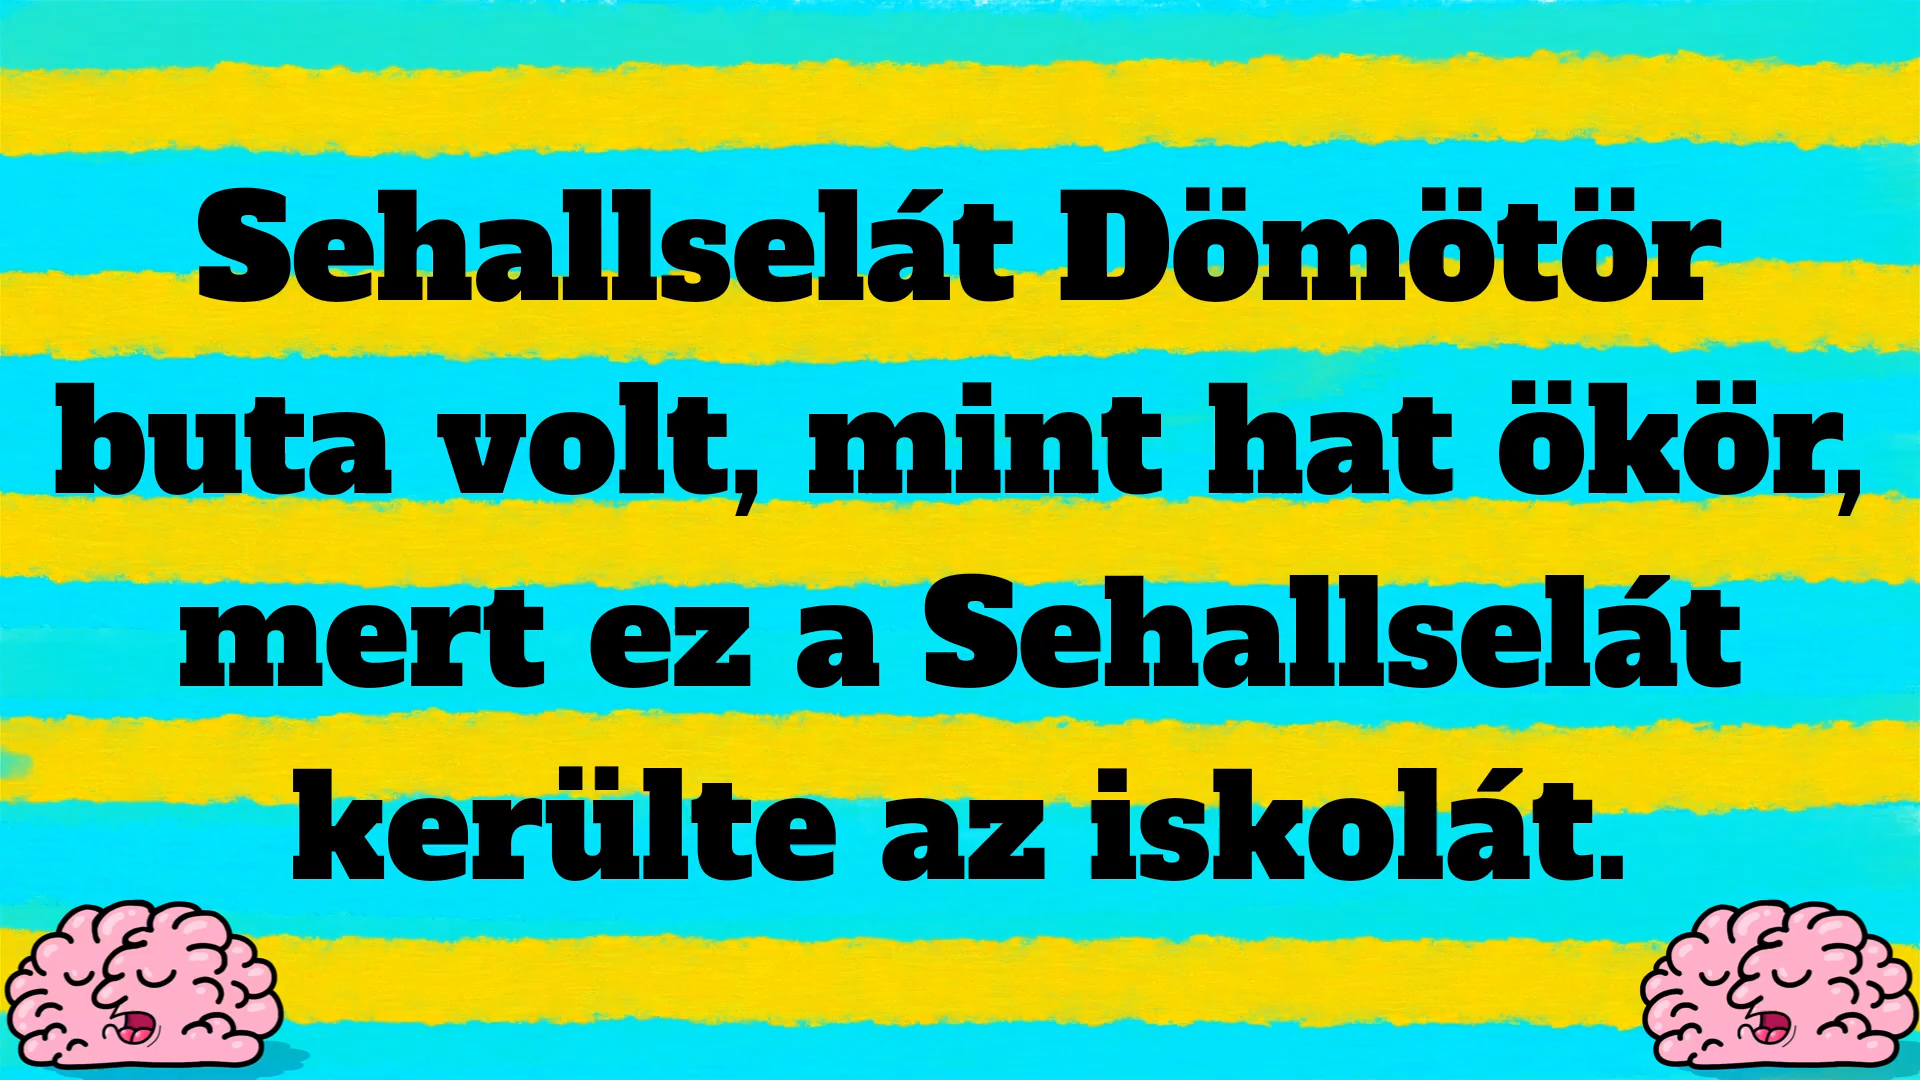 Sehallselát Dömötör
buta volt, mint hat ökör,
mert ez a Sehallselát
kerülte az iskolát.